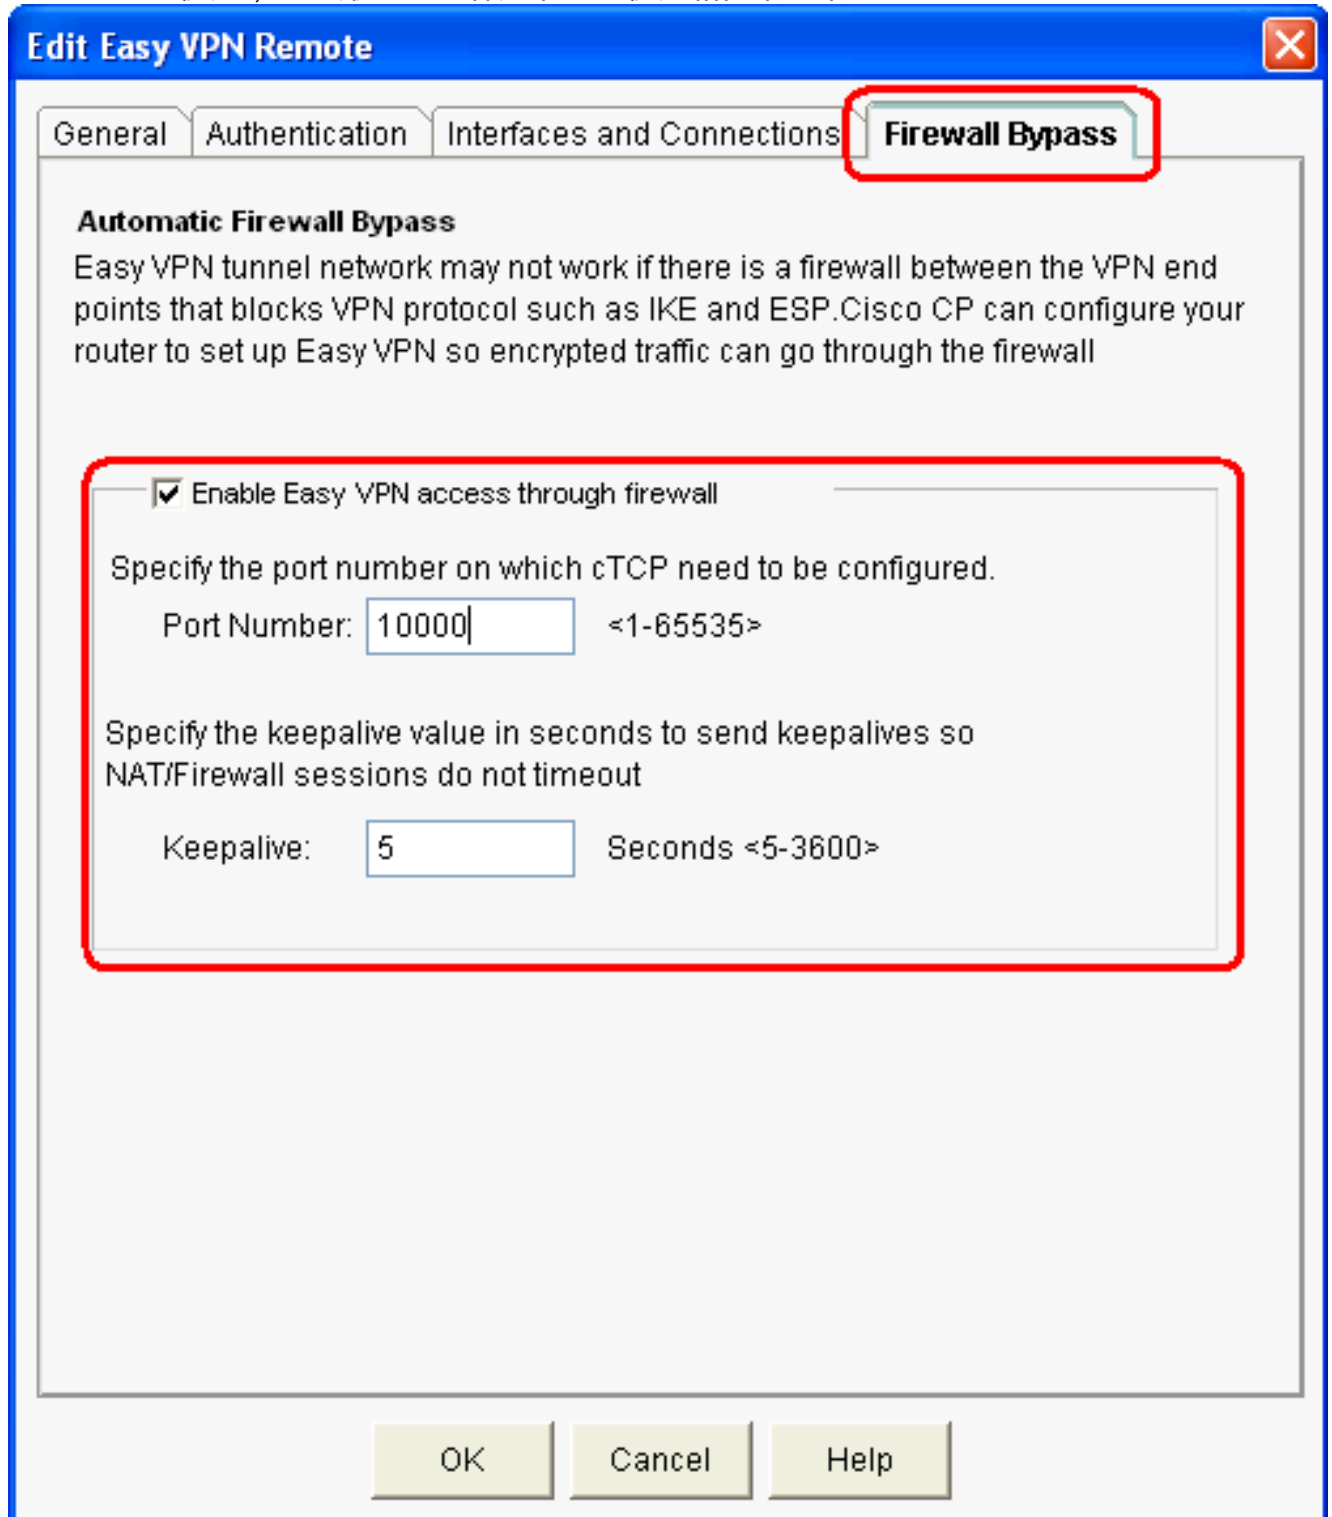 Edit Easy VPN Remote
General Authentication Interfaces and Connections Firewall Bypass
Automatic Firewall Bypass
Easy VPN tunnel network may not work if there is a firewall between the VPN end
points that blocks VPN protocol such as IKE and ESP.Cisco CP can configure your
router to set up Easy VPN so encrypted traffic can go through the firewall
Enable Easy VPN access through firewall
Specify the port number on which cTCP need to be configured.
Port Number: 10000 <1-65535>
Specify the keepalive value in seconds to send keepalives so
NAT/Firewall sessions do not timeout
Keepalive: 5 Seconds <5-3600>
OK Cancel Help